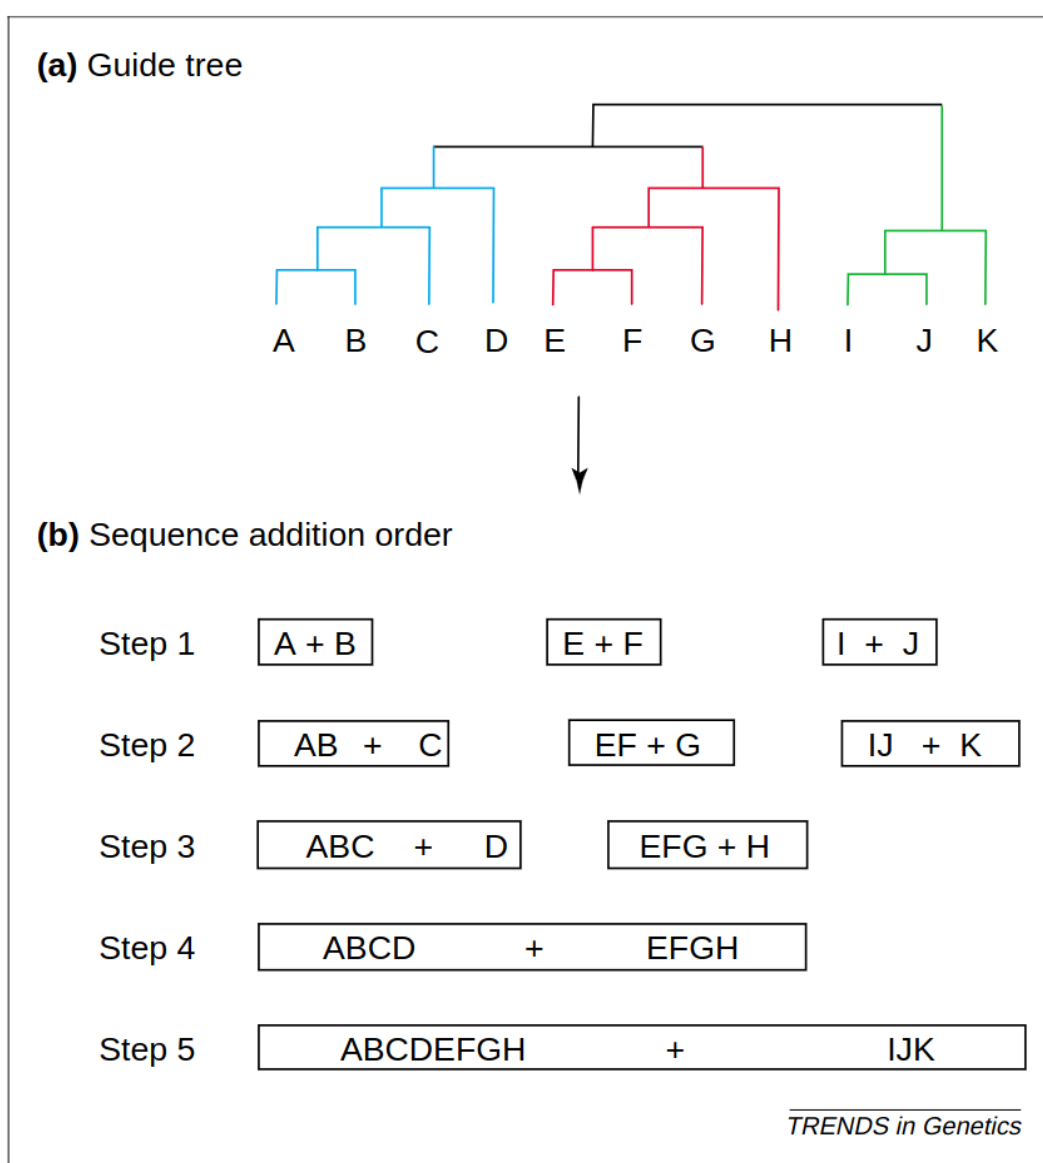 (a) Guide tree
A B C D E F G H I J K
(b) Sequence addition order
Step 1 A + B E + F I + J
Step 2 AB + C EF + G IJ + K
Step 3 ABC + D EFG + H
Step 4 ABCD + EFGH
Step 5 ABCDEFGH + IJK
TRENDS in Genetics